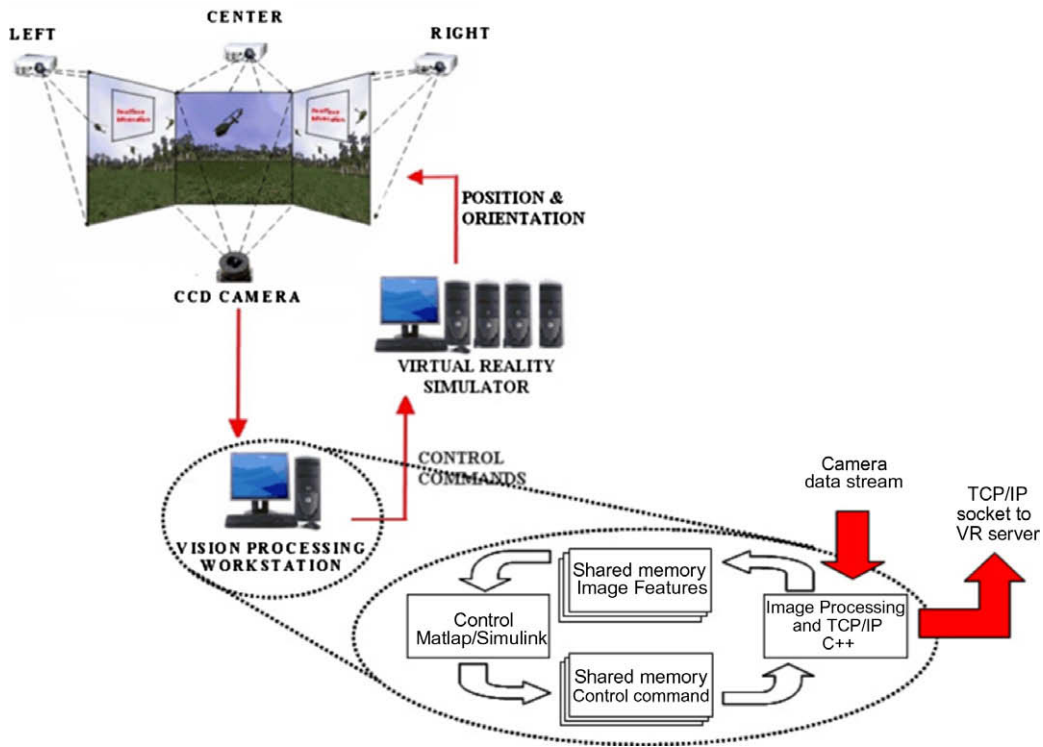 CENTER
LEFT
RIGHT
POSITION &
ORIENTATION
CCD CAMERA
VIRTUAL REALITY
SIMULATOR
CONTROL
COMMANDS
VISION PROCESSING
WORKSTATION
Camera
data stream
TCP/IP
socket to
VR server
Shared memory
Image Features
Control
Matlap/Simulink
Image Processing
and TCP/IP
C++
Shared memory
Control command